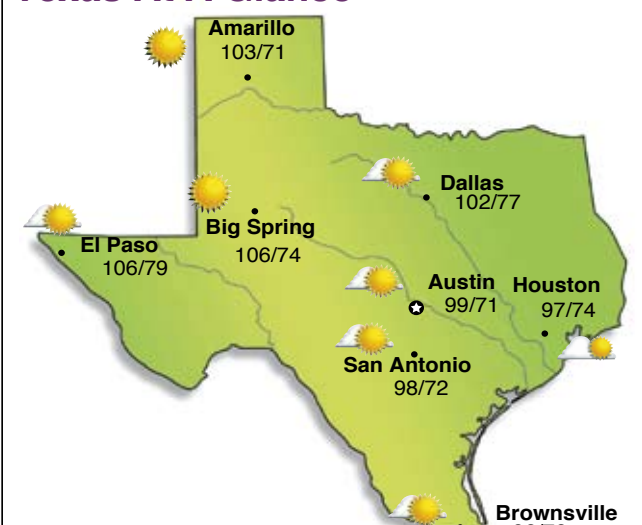 Amarillo
103/71
Dallas
102/77
Big Spring
106/74
El Paso
106/79
Austin
99/71
Houston
97/74
San Antonio
98/72
Brownsville